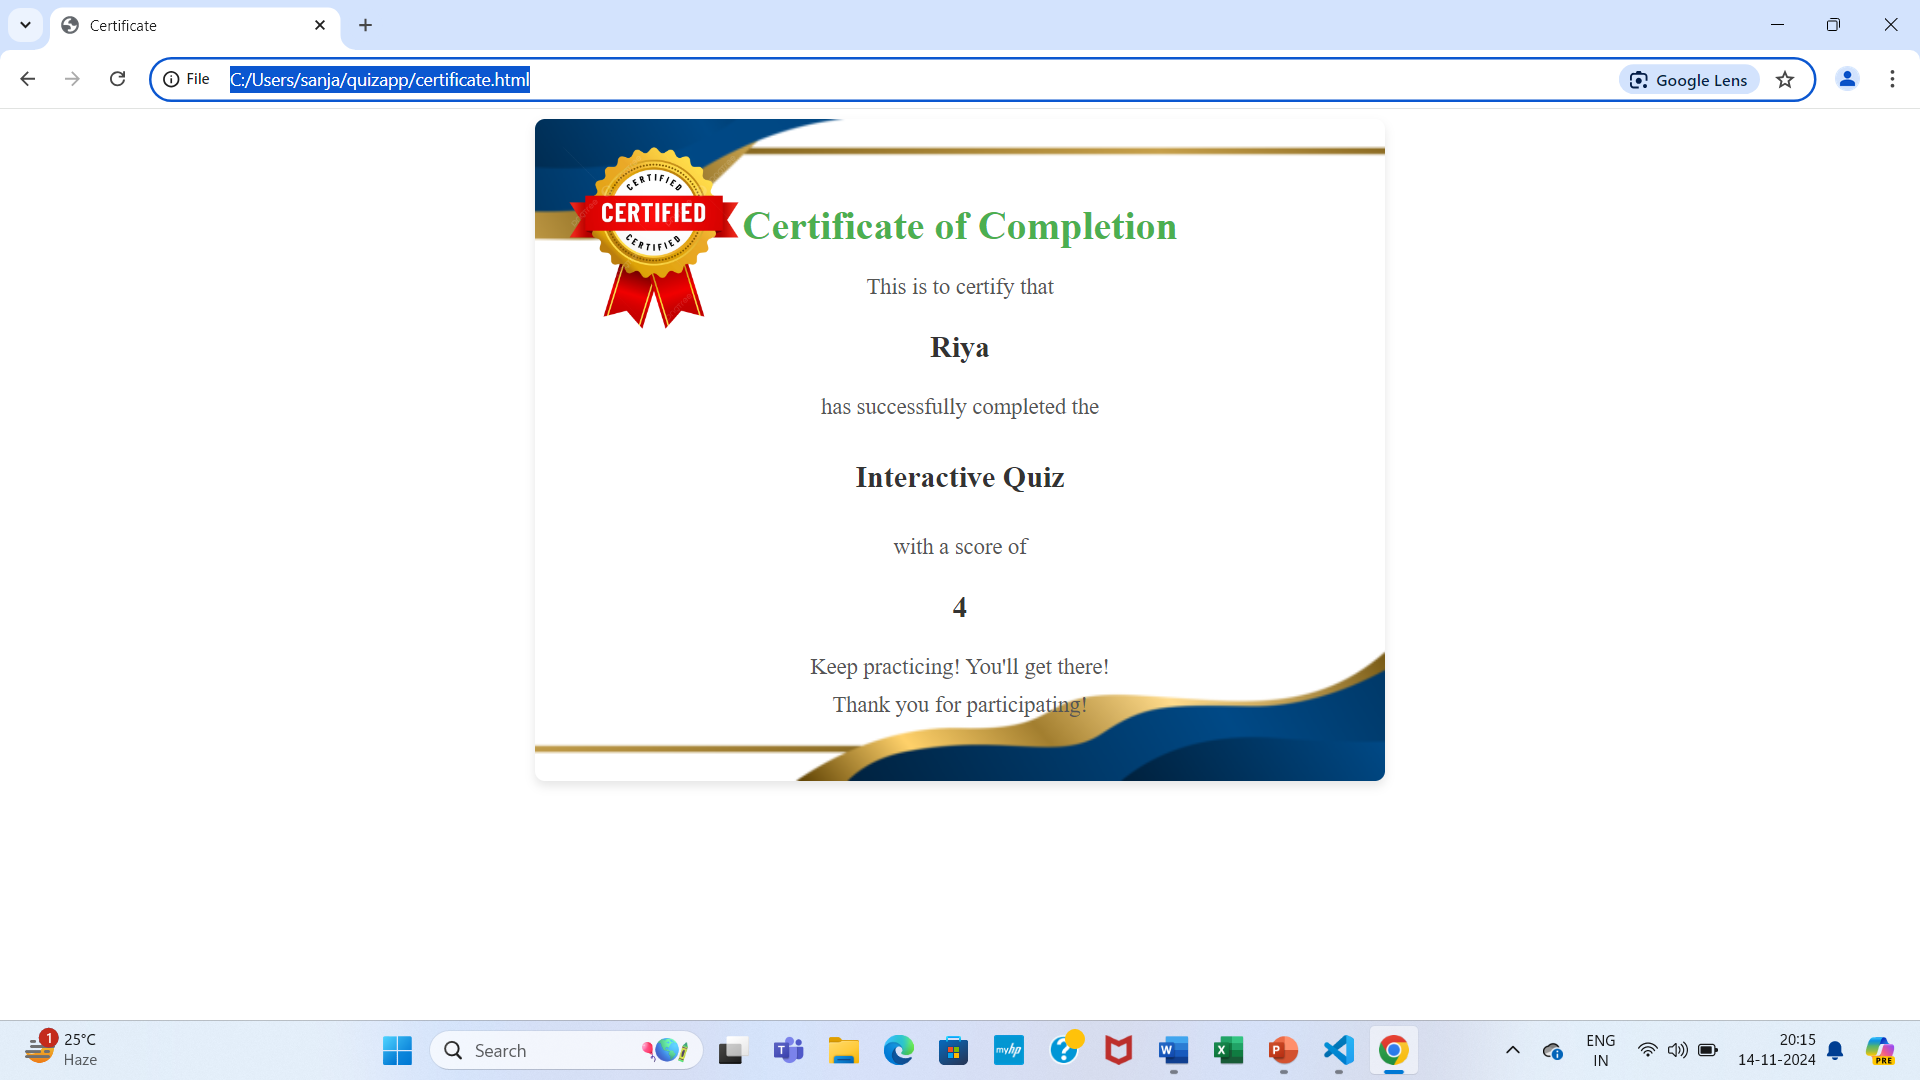 Certificate
File
C:/Users/sanja/quizapp/certificate.html
Google Lens
CERTIFIED
CERTIFIED
CERTIFIED
Certificate of Completion
This is to certify that
Riya
has successfully completed the
Interactive Quiz
with a score of
4
Keep practicing! You'll get there!
Thank you for participating!
1
25°C
Haze
Search
T
myhp
?
W
X
P
ENG
IN
20:15
14-11-2024
PRE